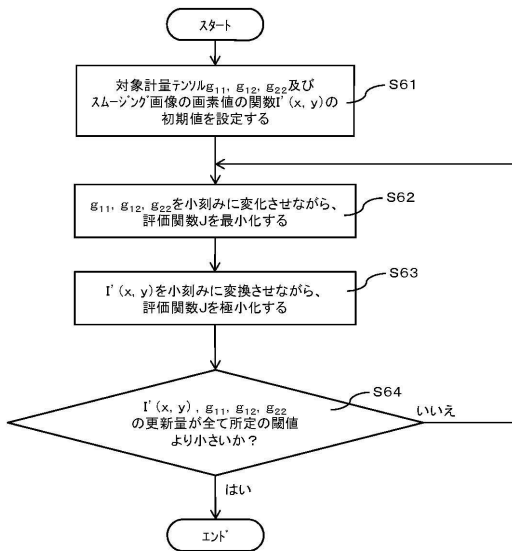 スタート
対象計量テンソルg11, g12, g22及び
スムージング画像の画素値の関数I'(x, y)の
初期値を設定する
S61
g11, g12, g22を小刻みに変化させながら、
評価関数Jを最小化する
S62
I'(x, y)を小刻みに変換させながら、
評価関数Jを極小化する
S63
I'(x, y) , g11, g12, g22
の更新量が全て所定の閾値
より小さいか？
S64
いいえ
はい
エンド